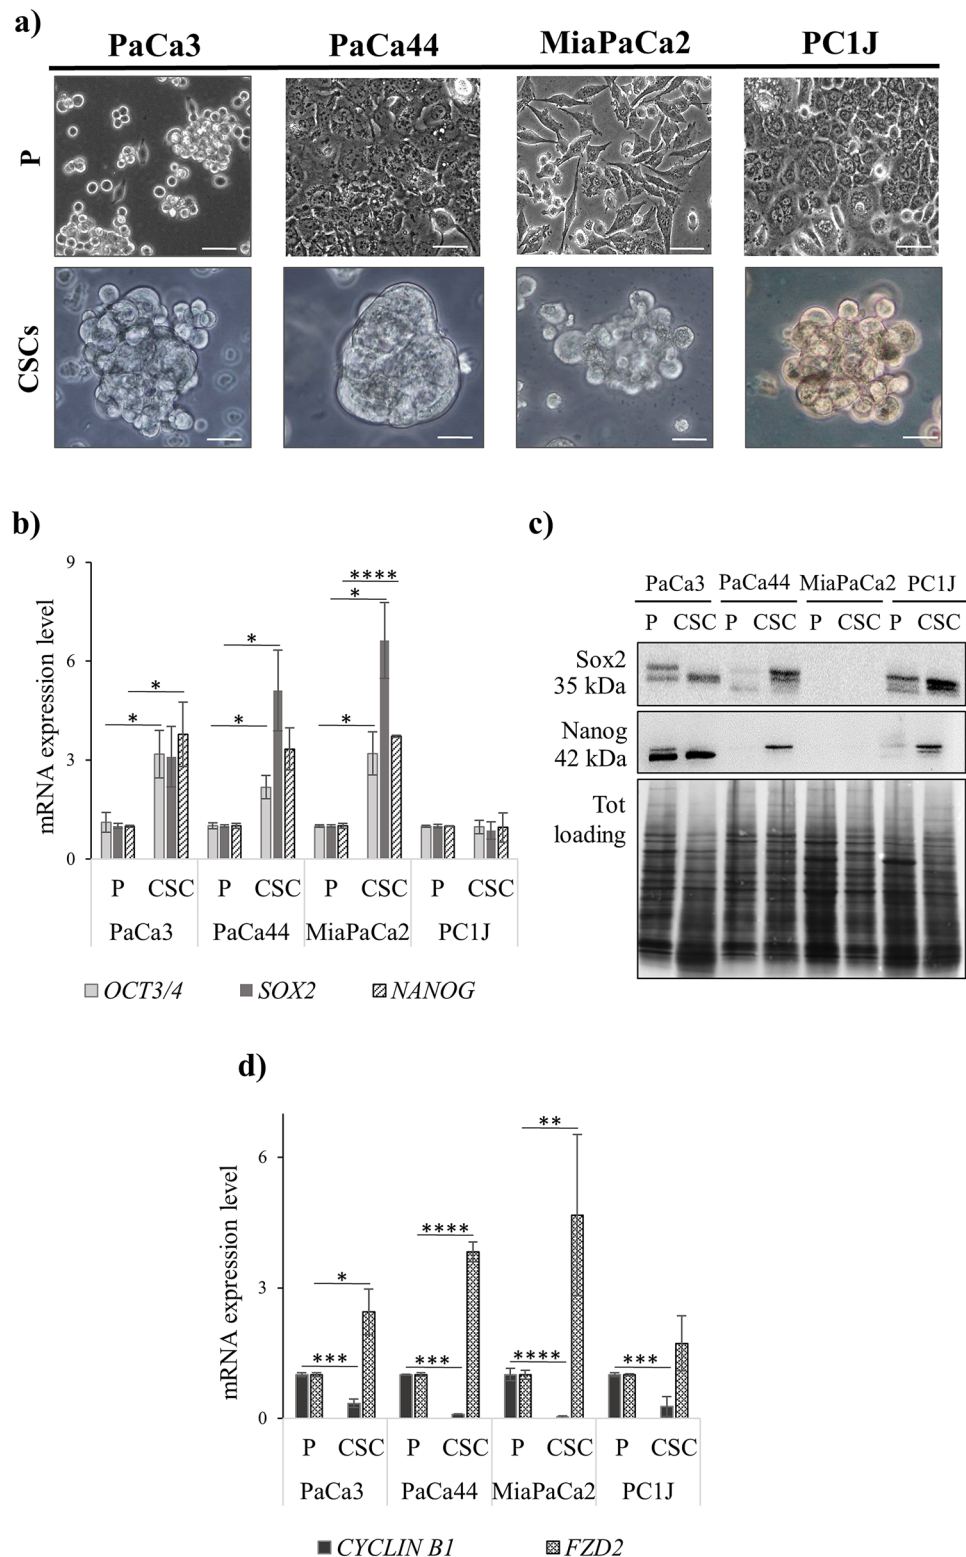 a)
PaCa3 PaCa44 MiaPaCa2 PC1J
P
CSCs
b)
mRNA expression level
9
6
3
0
* *
* *
* * ****
P CSC P CSC P CSC P CSC
PaCa3 PaCa44 MiaPaCa2 PC1J
OCT3/4 SOX2 NANOG
c)
PaCa3 PaCa44 MiaPaCa2 PC1J
P CSC P CSC P CSC P CSC
Sox2
35 kDa
Nanog
42 kDa
Tot
loading
d)
mRNA expression level
6
3
0
*** *
*** ****
**** **
***
P CSC P CSC P CSC P CSC
PaCa3 PaCa44 MiaPaCa2 PC1J
CYCLIN B1 FZD2